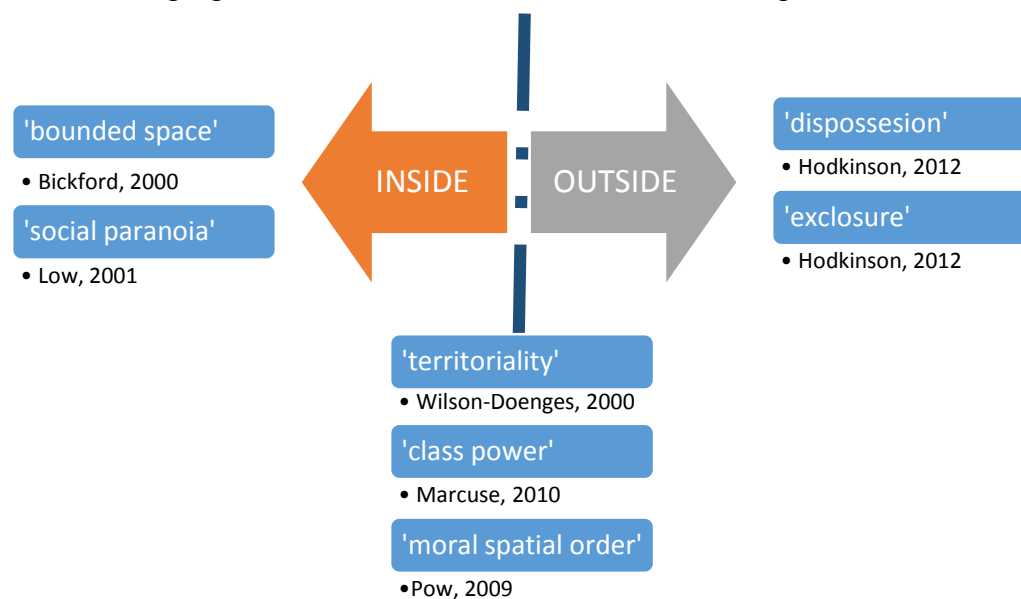 'bounded space'
• Bickford, 2000
'social paranoia'
• Low, 2001
INSIDE
OUTSIDE
'dispossesion'
• Hodkinson, 2012
'exclosure'
• Hodkinson, 2012
'territoriality'
• Wilson-Doenges, 2000
'class power'
• Marcuse, 2010
'moral spatial order'
•Pow, 2009